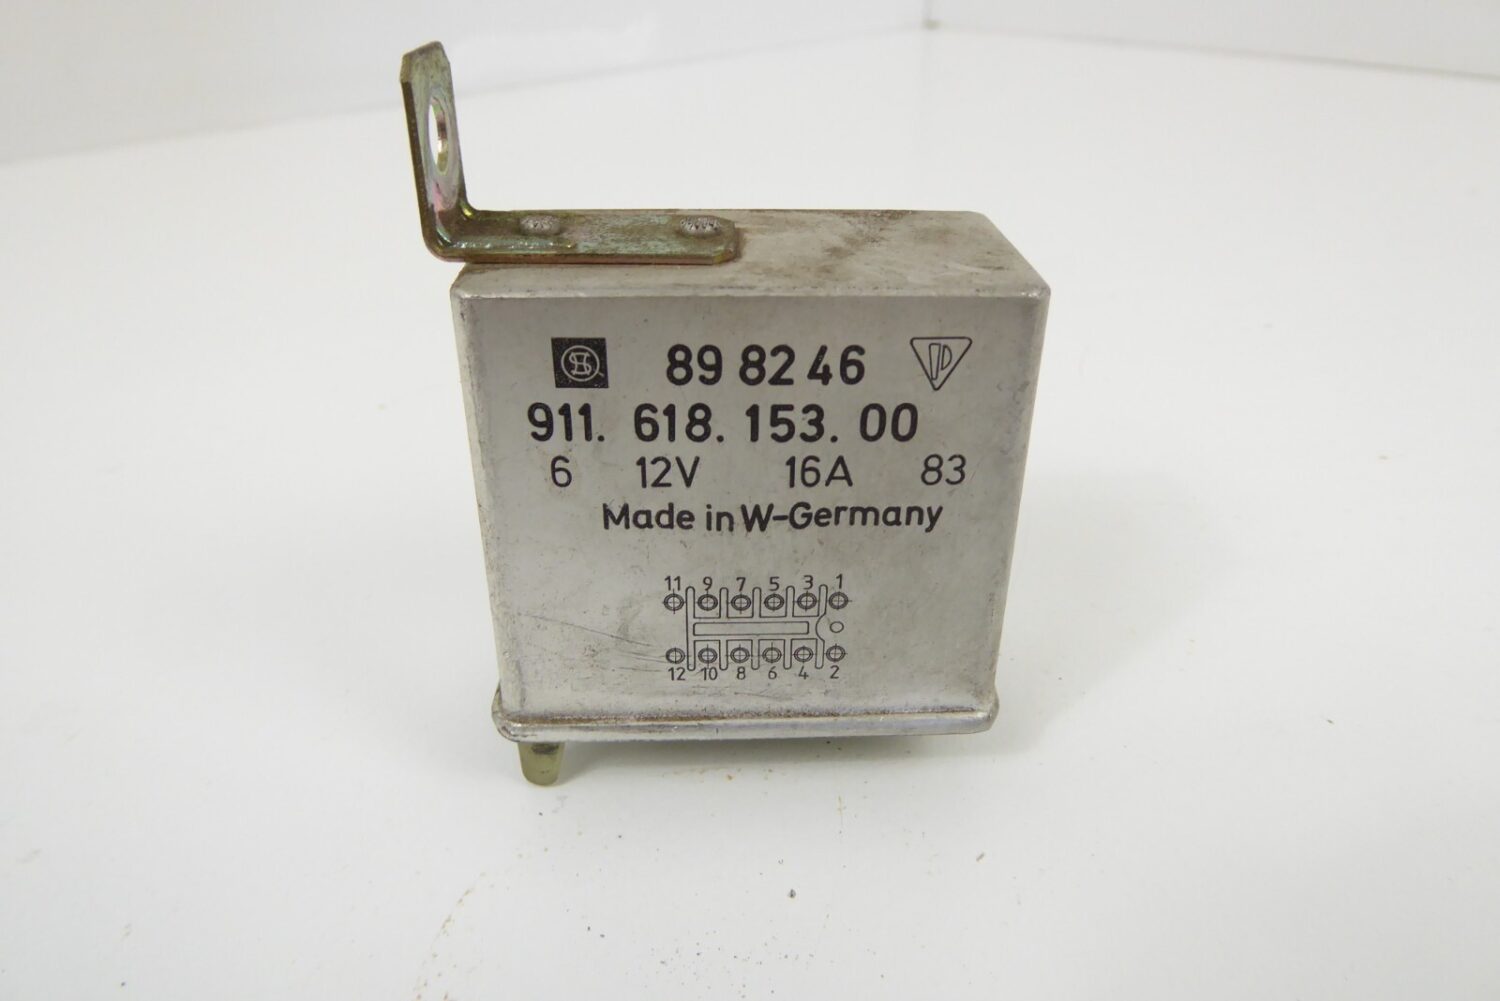 89 82 46
911. 618. 153. 00
6 12V 16A 83
Made in W-Germany
11 9 7 5 3 1
12 10 8 6 4 2